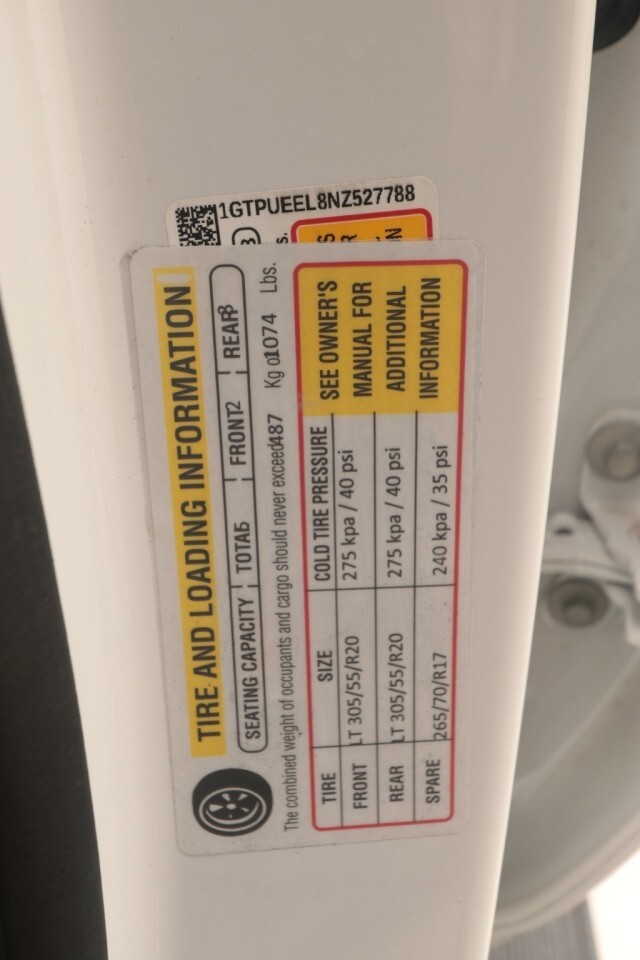 1GTPUEEL8NZ527788
TIRE AND LOADING INFORMATION
SEATING CAPACITY TOTAL 5 FRONT 2 REAR 3
The combined weight of occupants and cargo should never exceed 487 Kg or 1074 Lbs.
TIRE SIZE COLD TIRE PRESSURE SEE OWNER'S
FRONT LT 305/55/R20 275 kpa / 40 psi MANUAL FOR
REAR LT 305/55/R20 275 kpa / 40 psi ADDITIONAL
SPARE 265/70/R17 240 kpa / 35 psi INFORMATION